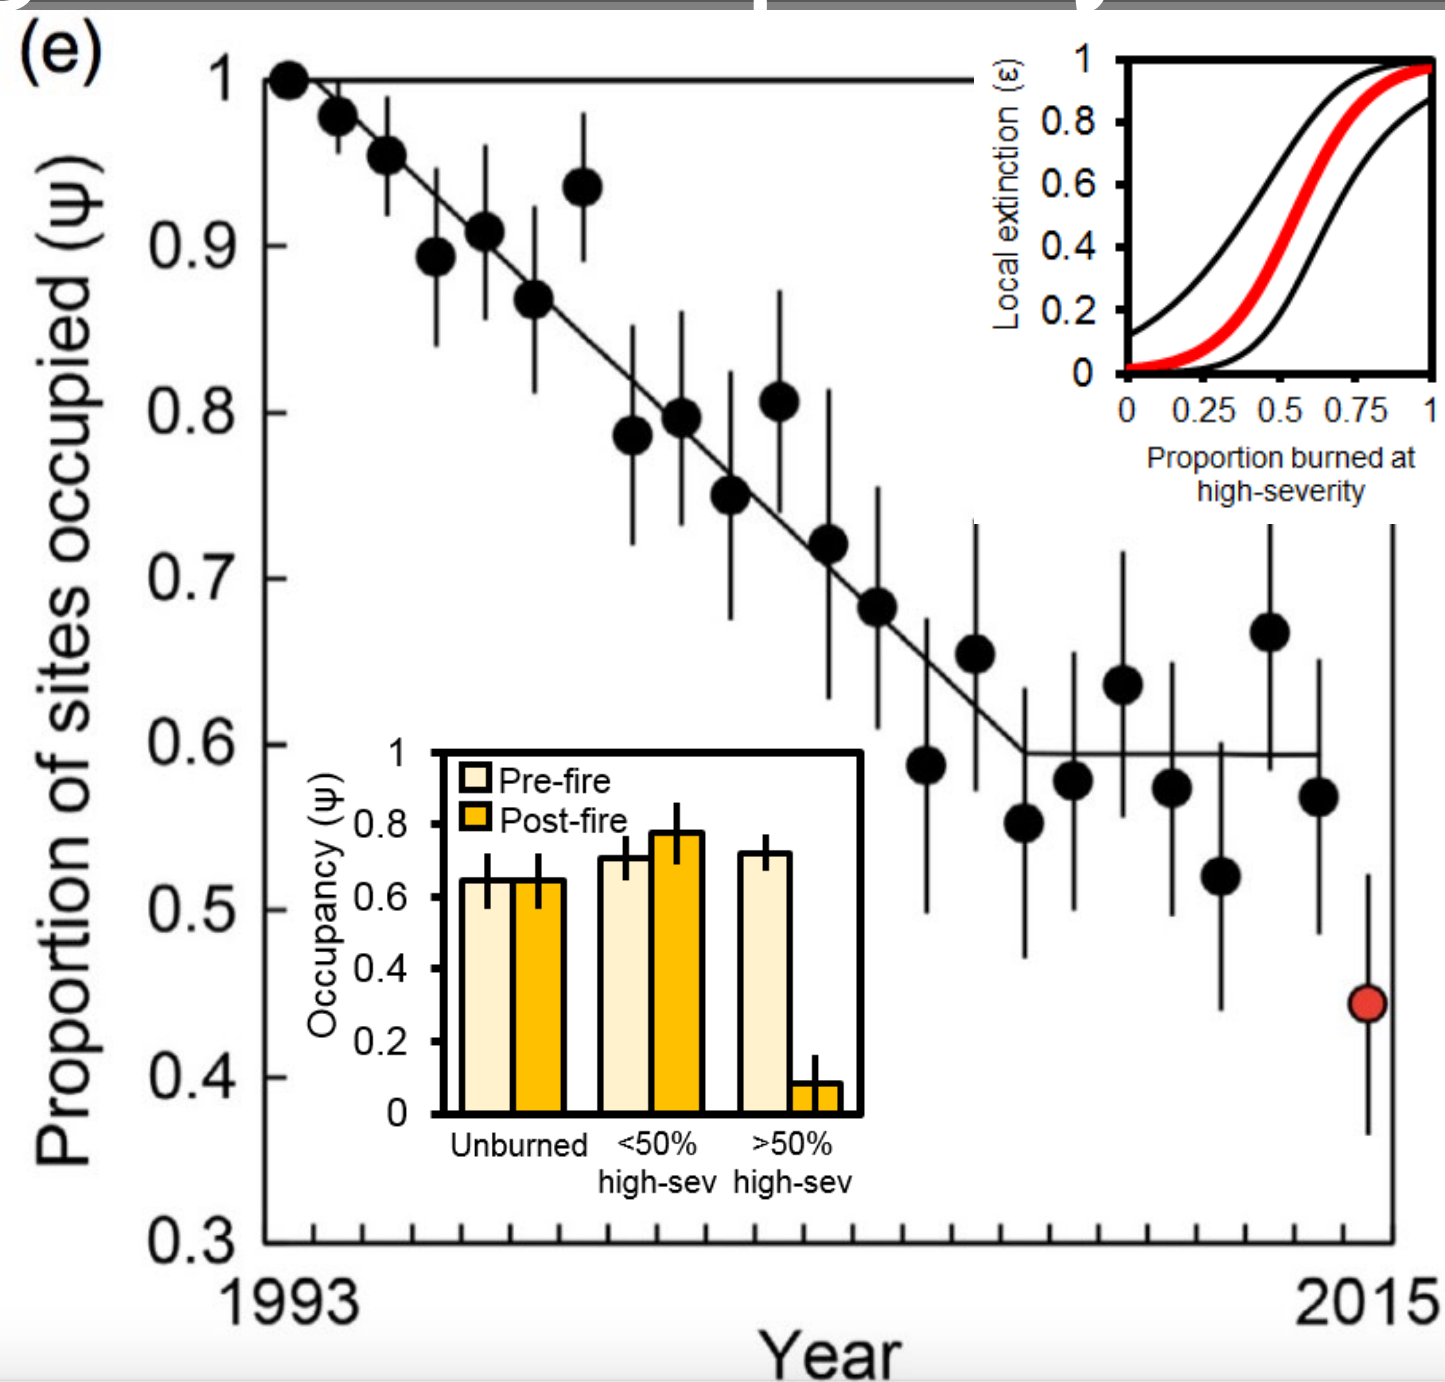 (e)
Proportion of sites occupied (ψ)
1
0.9
0.8
0.7
0.6
0.5
0.4
0.3
1993
2015
Year
Local extinction (ε)
1
0.8
0.6
0.4
0.2
0
0 0.25 0.5 0.75 1
Proportion burned at
high-severity
Occupancy (ψ)
1
0.8
0.6
0.4
0.2
0
Pre-fire
Post-fire
Unburned <50% >50%
high-sev high-sev